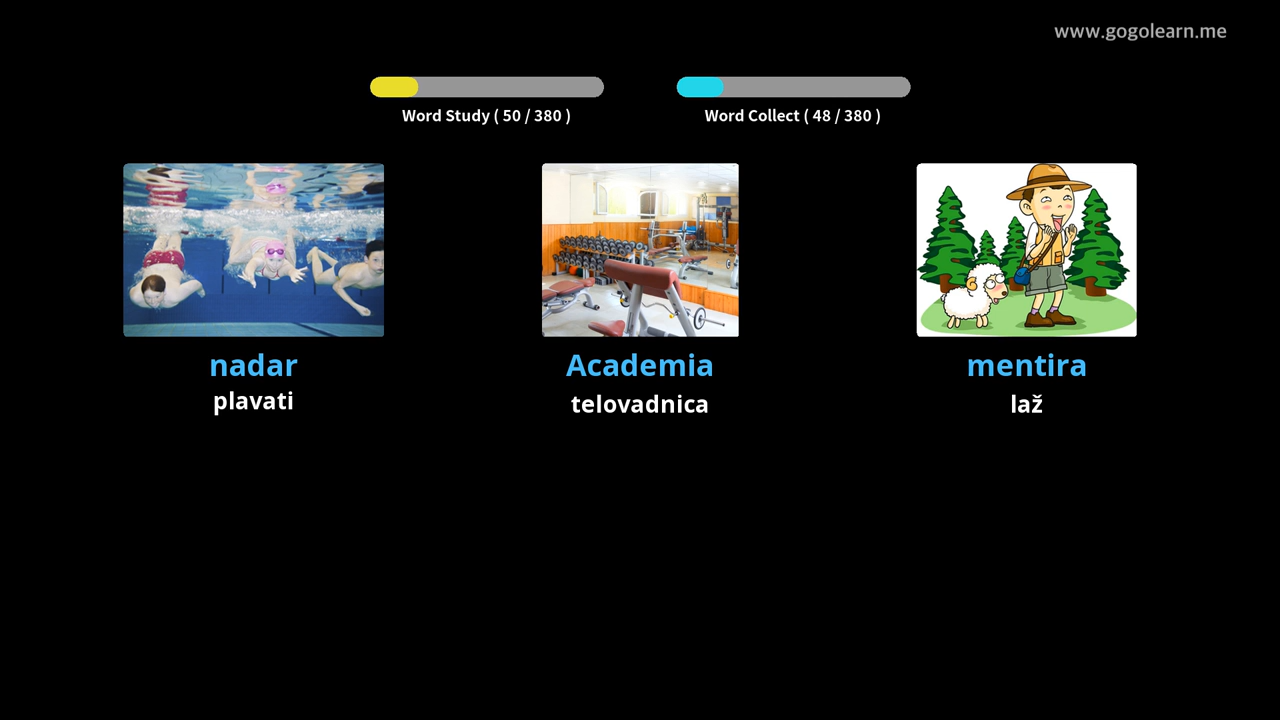 www.gogolearn.me
Word Study ( 50 / 380 )
Word Collect ( 48 / 380 )
nadar
plavati
Academia
telovadnica
mentira
laž